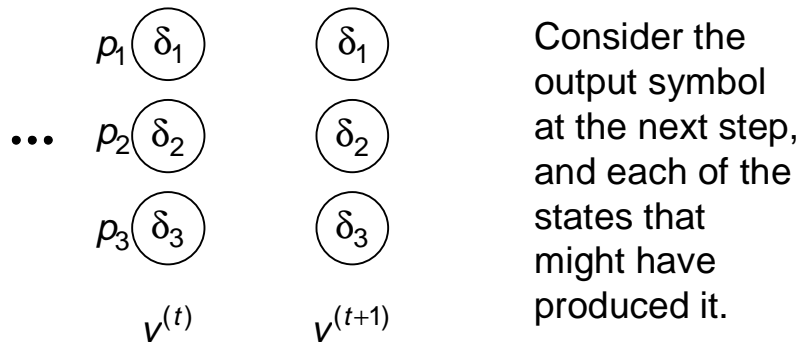 p₁ δ₁ δ₁
... p₂ δ₂ δ₂
p₃ δ₃ δ₃
v⁽ᵗ⁾ v⁽ᵗ⁺¹⁾
Consider the
output symbol
at the next step,
and each of the
states that
might have
produced it.